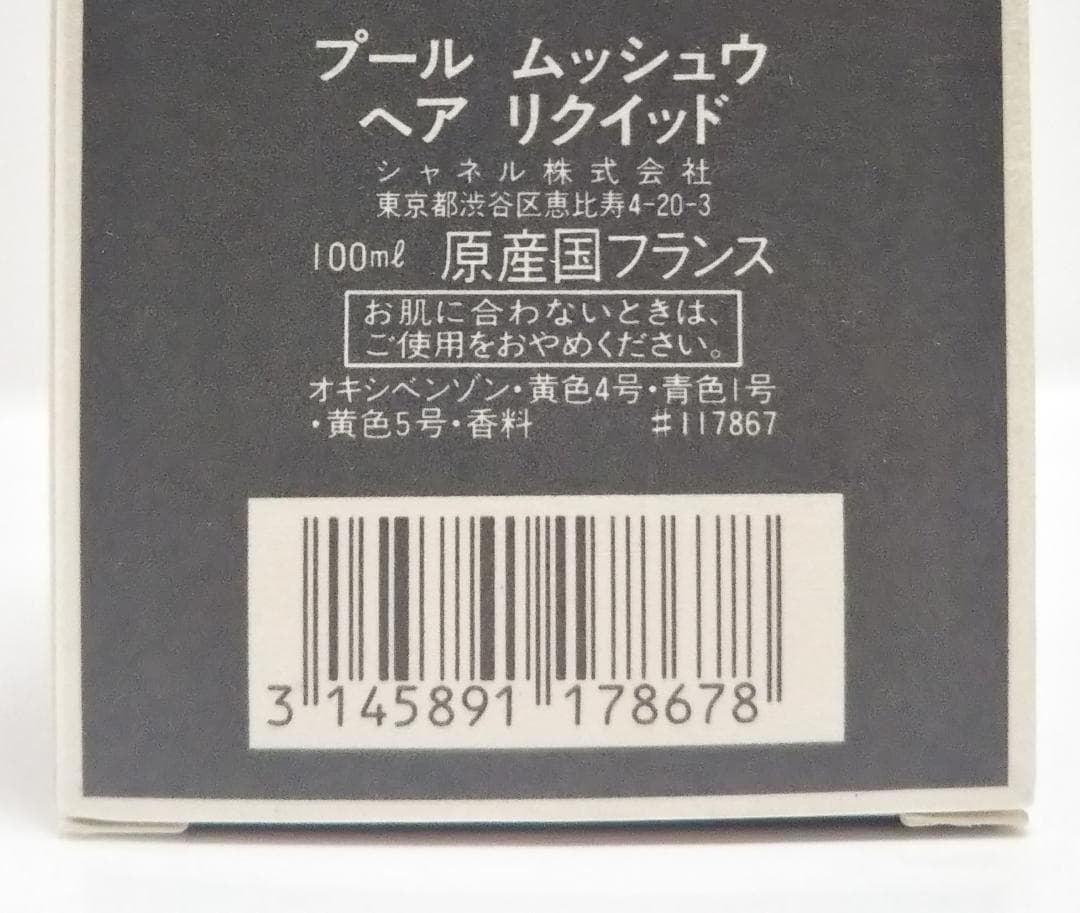 プール ムッシュウ
ヘア リクイッド
シャネル株式会社
東京都渋谷区恵比寿4-20-3
100mℓ 原産国フランス
お肌に合わないときは、
ご使用をおやめください。
オキシベンゾン・黄色4号・青色1号
・黄色5号・香料 #117867
3 145891 178678